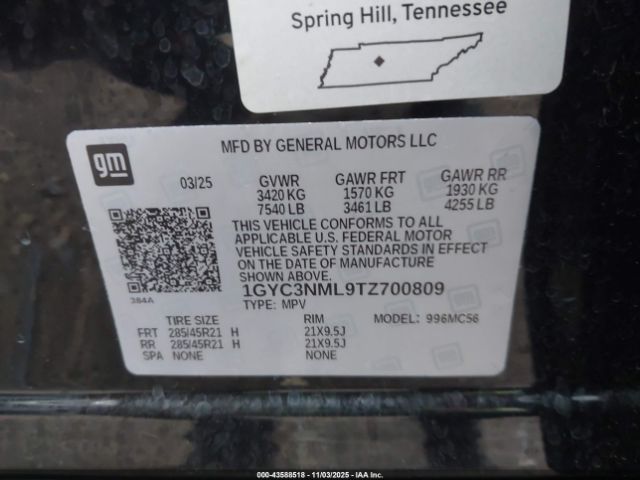 Spring Hill, Tennessee
gm
MFD BY GENERAL MOTORS LLC
03/25 GVWR GAWR FRT GAWR RR
3420 KG 1570 KG 1930 KG
7540 LB 3461 LB 4255 LB
THIS VEHICLE CONFORMS TO ALL
APPLICABLE U.S. FEDERAL MOTOR
VEHICLE SAFETY STANDARDS IN EFFECT
ON THE DATE OF MANUFACTURE
SHOWN ABOVE.
384A
1GYC3NML9TZ700809
TYPE: MPV
TIRE SIZE RIM MODEL: 996MC56
FRT 285/45R21 H 21X9.5J
RR 285/45R21 H 21X9.5J
SPA NONE NONE
000-43588518 - 11/03/2025 - IAA Inc.